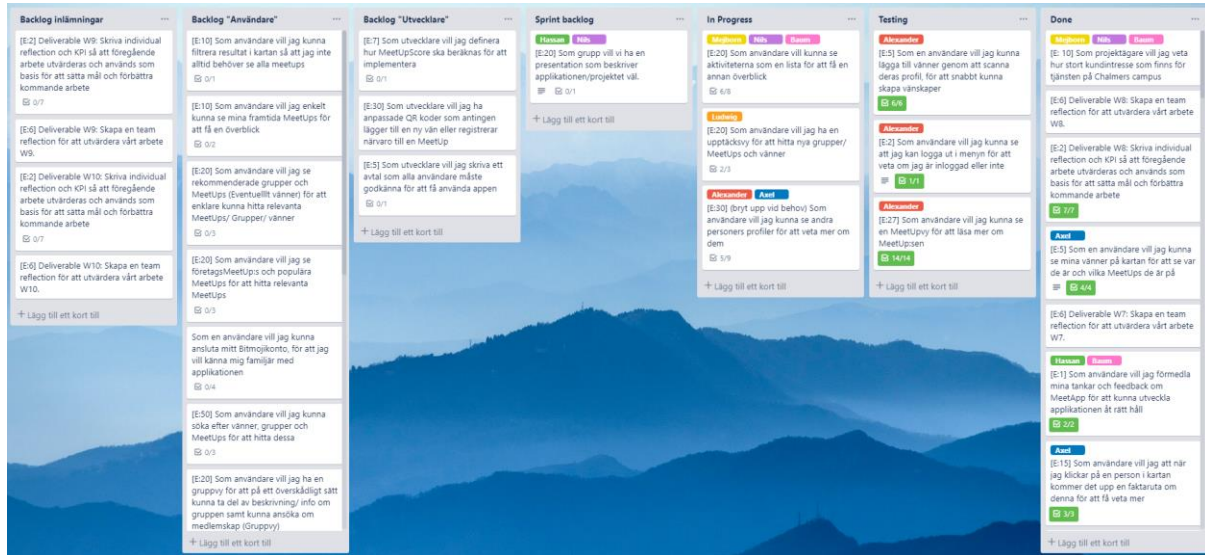 Backlog inlämningar
[E:2] Deliverable W9: Skriva individual
reflection och KPI så att föregående
arbete utvärderas och används som
basis för att sätta mål och förbättra
kommande arbete
0/7
[E:6] Deliverable W9: Skapa en team
reflection för att utvärdera vårt arbete
W9.
[E:2] Deliverable W10: Skriva individual
reflection och KPI så att föregående
arbete utvärderas och används som
basis för att sätta mål och förbättra
kommande arbete
0/7
[E:6] Deliverable W10: Skapa en team
reflection för att utvärdera vårt arbete
W10.
+ Lägg till ett kort till
Backlog "Användare"
[E:10] Som användare vill jag kunna
filtrera resultat i kartan så att jag inte
alltid behöver se alla meetups
0/1
[E:10] Som användare vill jag enkelt
kunna se mina framtida MeetUps för
att få en överblick
0/2
[E:20] Som användare vill jag se
rekommenderade grupper och
MeetUps (Eventuellt vänner) för att
enklare kunna hitta relevanta
MeetUps/ Grupper/ vänner
0/3
[E:20] Som användare vill jag se
företagsMeetUp:s och populära
MeetUps för att hitta relevanta
MeetUps
0/3
Som en användare vill jag kunna
ansluta mitt Bitmojikonto, för att jag
vill känna mig familjär med
applikationen
0/4
[E:50] Som användare vill jag kunna
söka efter vänner, grupper och
MeetUps för att hitta dessa
0/3
[E:20] Som användare vill jag ha en
gruppvy för att på ett överskådligt sätt
kunna ta del av beskrivning/ info om
gruppen samt kunna ansöka om
medlemskap (Gruppvy)
+ Lägg till ett kort till
Backlog "Utvecklare"
[E:7] Som utvecklare vill jag definera
hur MeetUpScore ska beräknas för att
implementera
0/1
[E:30] Som utvecklare vill jag ha
anpassade QR koder som antingen
lägger till en ny vän eller registrerar
närvaro till en MeetUp
[E:5] Som utvecklare vill jag skriva ett
avtal som alla användare måste
godkänna för att få använda appen
0/1
+ Lägg till ett kort till
Sprint backlog
Hassan Nils
[E:20] Som grupp vill vi ha en
presentation som beskriver
applikationen/projektet väl.
0/1
+ Lägg till ett kort till
In Progress
Mejborn Nils Baum
[E:20] Som användare vill kunna se
aktiviteterna som en lista för att få en
annan överblick
6/8
Ludwig
[E:20] Som användare vill jag ha en
upptäcksvy för att hitta nya grupper/
MeetUps och vänner
2/3
Alexander Axel
[E:30] (bryt upp vid behov) Som
användare vill jag kunna se andra
personers profiler för att veta mer om
dem
5/9
+ Lägg till ett kort till
Testing
Alexander
[E:5] Som en användare vill jag kunna
lägga till vänner genom att scanna
deras profil, för att snabbt kunna
skapa vänskaper
6/6
Alexander
[E:2] Som användare vill jag kunna se
att jag kan logga ut i menyn för att
veta om jag är inloggad eller inte
1/1
Alexander
[E:27] Som användare vill jag kunna se
en MeetUpvy för att läsa mer om
MeetUp:sen
14/14
+ Lägg till ett kort till
Done
Mejborn Nils Baum
[E: 10] Som projektägare vill jag veta
hur stort kundintresse som finns för
tjänsten på Chalmers campus
[E:6] Deliverable W8: Skapa en team
reflection för att utvärdera vårt arbete
W8.
[E:2] Deliverable W8: Skriva individual
reflection och KPI så att föregående
arbete utvärderas och används som
basis för att sätta mål och förbättra
kommande arbete
7/7
Axel
[E:5] Som en användare vill jag kunna
se mina vänner på kartan för att se var
de är och vilka MeetUps de är på
4/4
[E:6] Deliverable W7: Skapa en team
reflection för att utvärdera vårt arbete
W7.
Hassan Baum
[E:1] Som användare vill jag förmedla
mina tankar och feedback om
MeetApp för att kunna utveckla
applikationen åt rätt håll
2/2
Axel
[E:15] Som användare vill jag att när
jag klickar på en person i kartan
kommer det upp en faktaruta om
denna för att få veta mer
3/3
+ Lägg till ett kort till